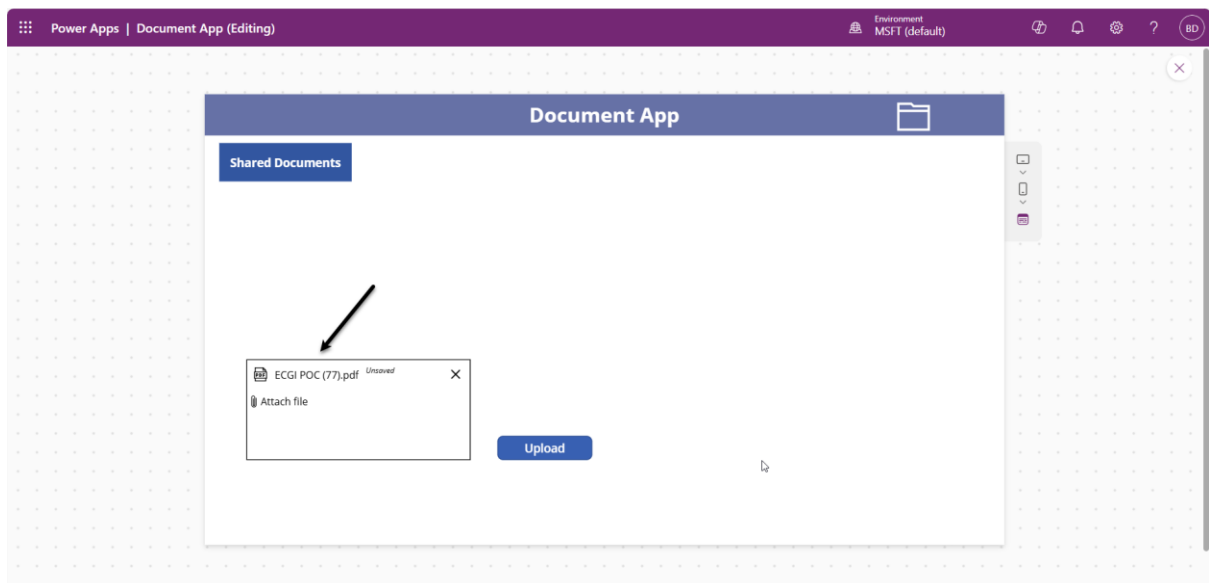 Power Apps | Document App (Editing)
Environment
MSFT (default)
BD
Document App
Shared Documents
ECGI POC (77).pdf Unsaved
Attach file
Upload